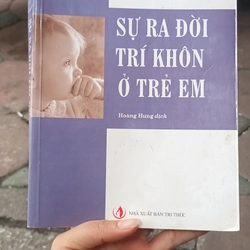 SỰ RA ĐỜI
TRÍ KHÔN
Ở TRẺ EM
Hoàng Hưng dịch
NHÀ XUẤT BẢN TRI THỨC